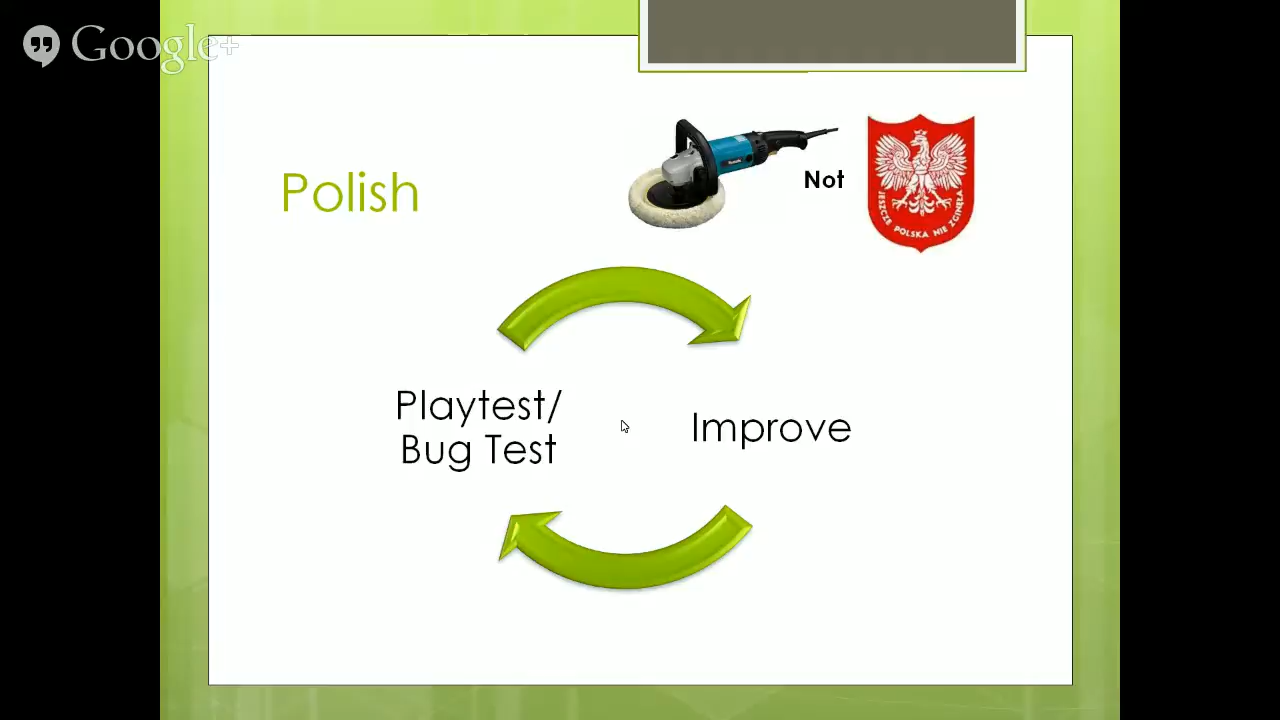 Google+
Polish
Not
JESZCZE POLSKA NIE ZGINĘŁA
Playtest/
Bug Test
Improve